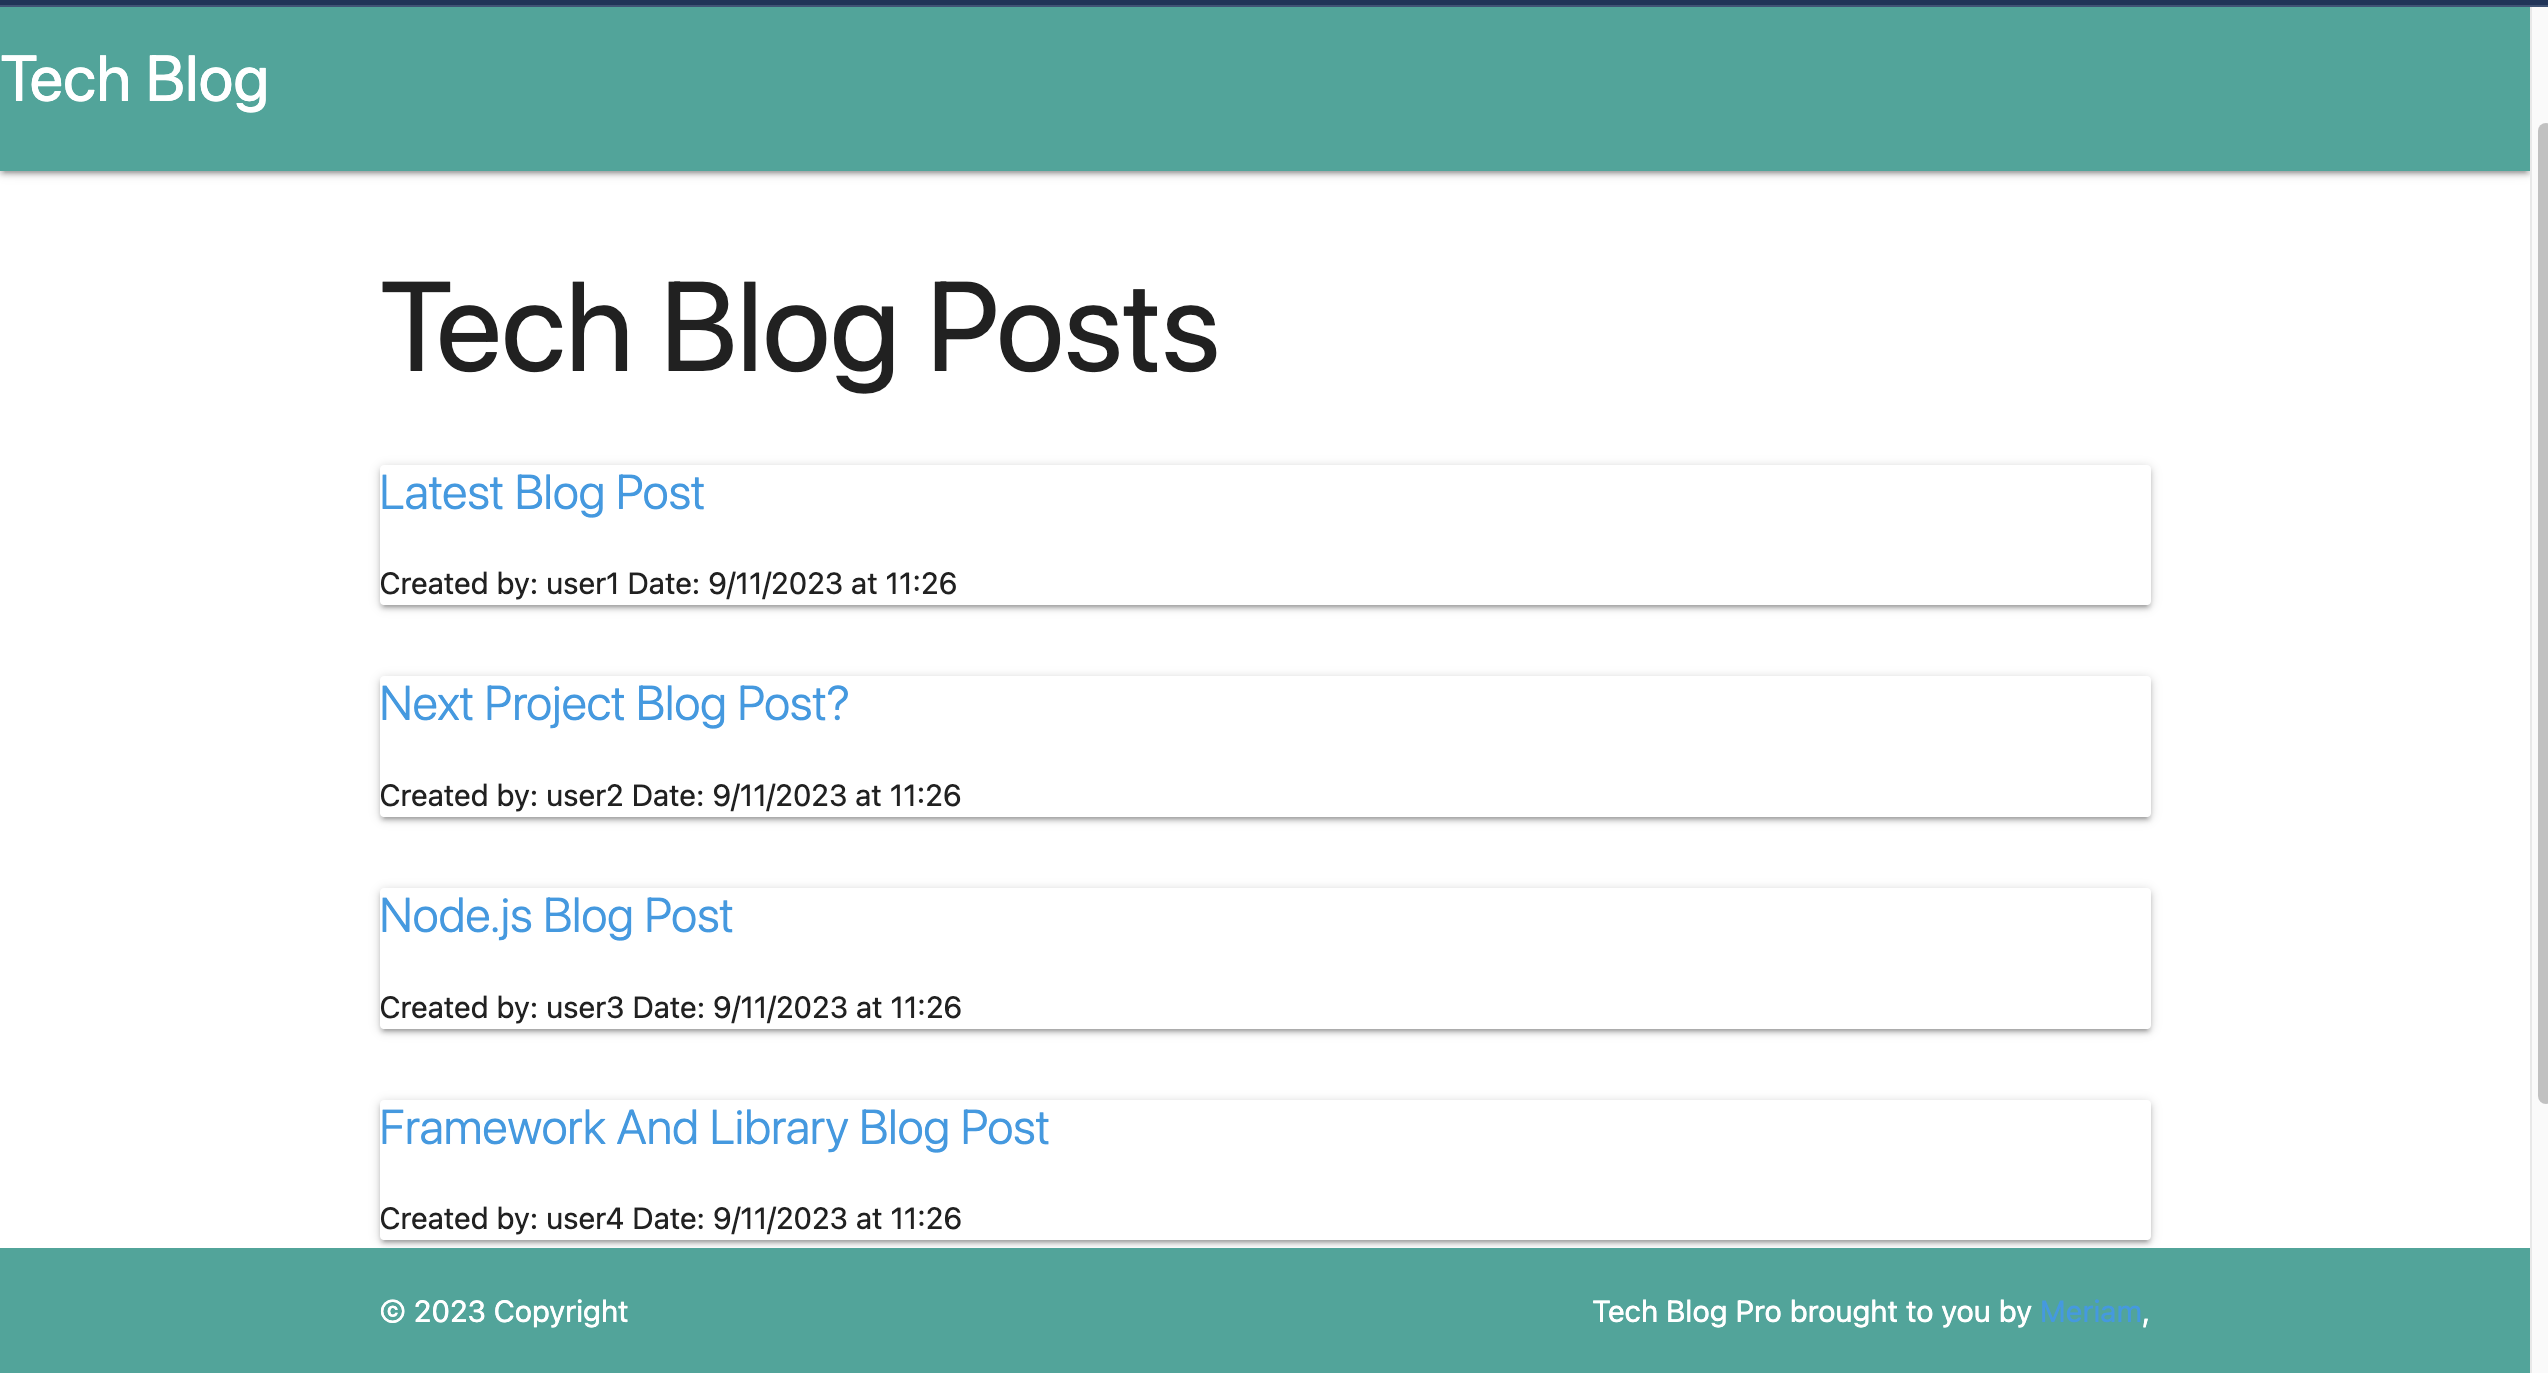 Tech Blog
Tech Blog Posts
Latest Blog Post
Created by: user1 Date: 9/11/2023 at 11:26
Next Project Blog Post?
Created by: user2 Date: 9/11/2023 at 11:26
Node.js Blog Post
Created by: user3 Date: 9/11/2023 at 11:26
Framework And Library Blog Post
Created by: user4 Date: 9/11/2023 at 11:26
© 2023 Copyright
Tech Blog Pro brought to you by Meriam,